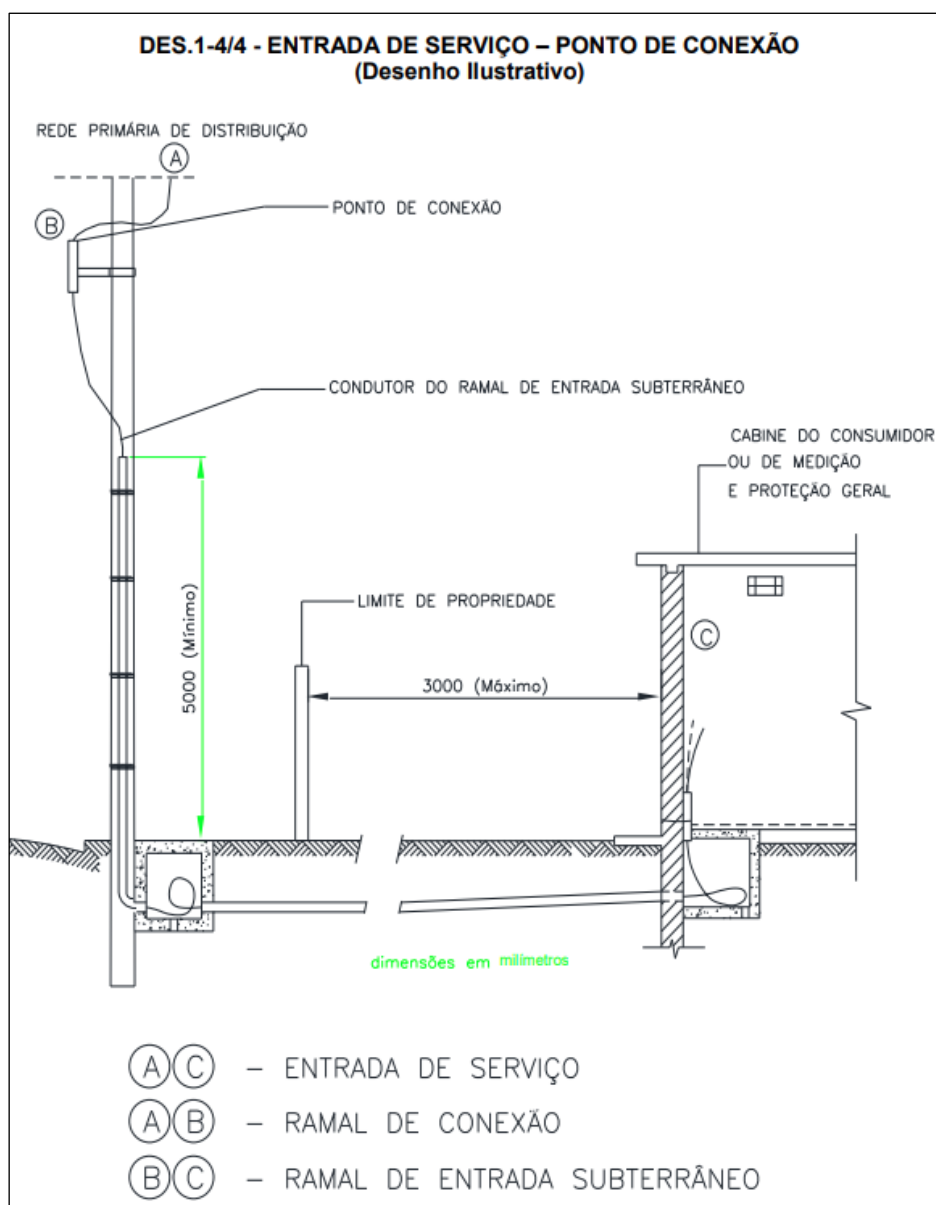 DES.1-4/4 - ENTRADA DE SERVIÇO – PONTO DE CONEXÃO
(Desenho Ilustrativo)
REDE PRIMÁRIA DE DISTRIBUIÇÃO
A
B
PONTO DE CONEXÃO
CONDUTOR DO RAMAL DE ENTRADA SUBTERRÂNEO
CABINE DO CONSUMIDOR
OU DE MEDIÇÃO
E PROTEÇÃO GERAL
5000 (Mínimo)
LIMITE DE PROPRIEDADE
C
3000 (Máximo)
dimensões em milímetros
A C – ENTRADA DE SERVIÇO
A B – RAMAL DE CONEXÃO
B C – RAMAL DE ENTRADA SUBTERRÂNEO